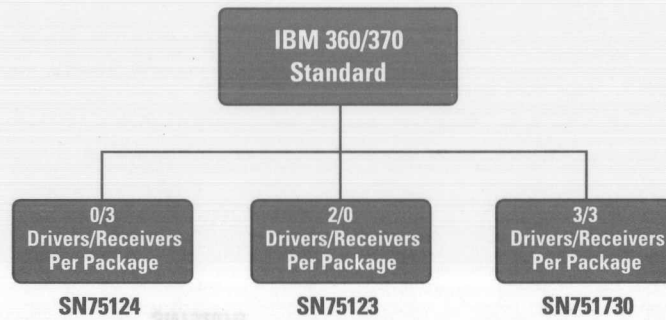 IBM 360/370
Standard
0/3
Drivers/Receivers
Per Package
SN75124
2/0
Drivers/Receivers
Per Package
SN75123
3/3
Drivers/Receivers
Per Package
SN751730